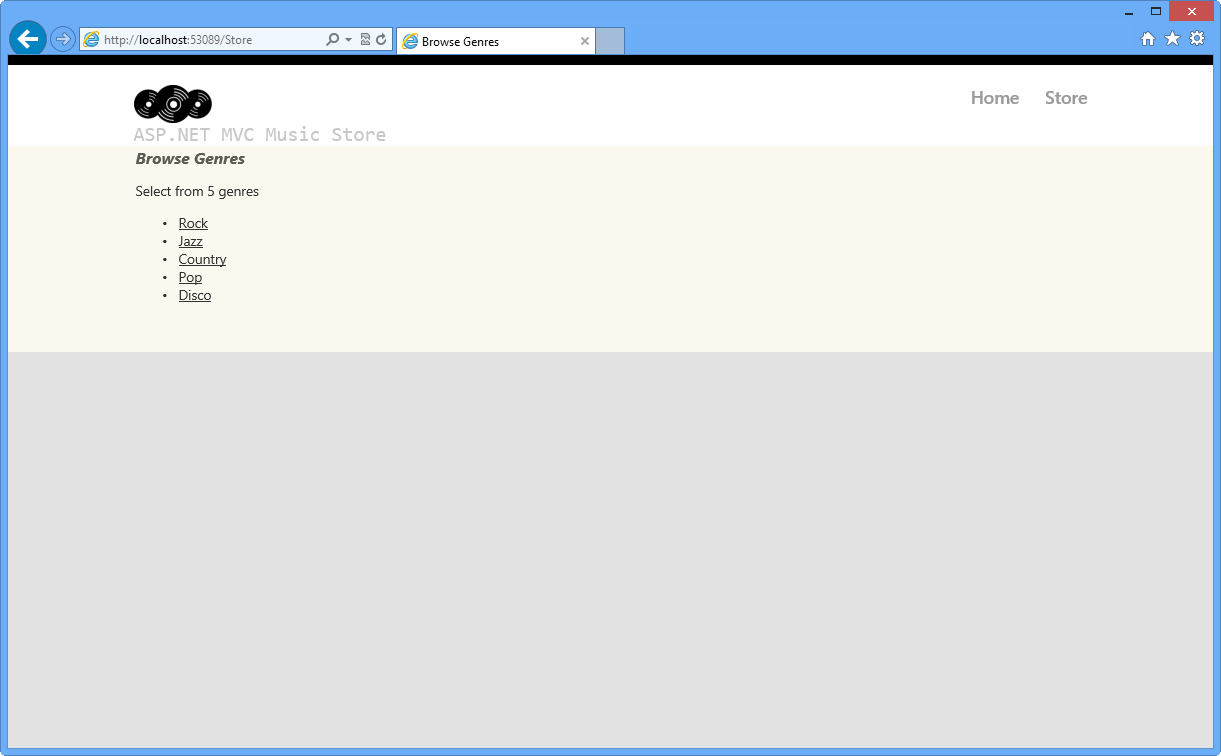 http://localhost:53089/Store
Browse Genres
Home Store
ASP.NET MVC Music Store
Browse Genres
Select from 5 genres
• Rock
• Jazz
• Country
• Pop
• Disco